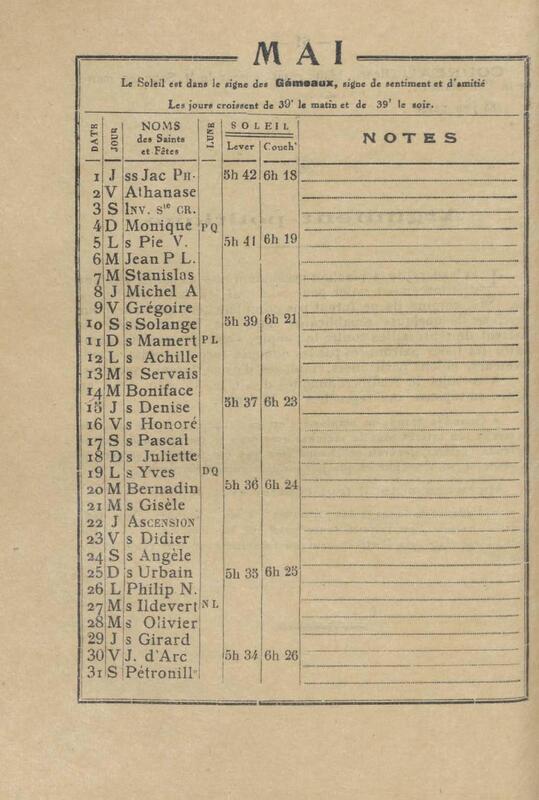 MAI
Le Soleil est dans le signe des Gémeaux, signe de sentiment et d'amitié
Les jours croissent de 39' le matin et de 39' le soir.
DATE JOUR NOMS des Saints et Fêtes LUNE SOLEIL Lever Couch' NOTES
1 J ss Jac PH. 5h 42 6h 18
2 V Athanase
3 S INV. Ste CR.
4 D Monique PQ
5 L s Pie V. 5h 41 6h 19
6 M Jean P L.
7 M Stanislas
8 J Michel A
9 V Grégoire
10 S s Solange 5h 39 6h 21
11 D s Mamert PL
12 L s Achille
13 M s Servais
14 M Boniface
15 J s Denise 5h 37 6h 23
16 V s Honoré
17 S s Pascal
18 D s Juliette
19 L s Yves DQ
20 M Bernadin 5h 36 6h 24
21 M s Gisèle
22 J ASCENSION
23 V s Didier
24 S s Angèle
25 D s Urbain 5h 35 6h 25
26 L Philip N.
27 M s Ildevert NL
28 M s Olivier
29 J s Girard
30 V J. d'Arc 5h 34 6h 26
31 S Pétronill°